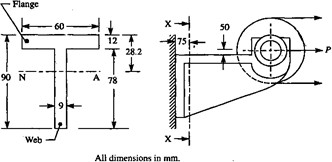 Flange
60
X
50
12
75
28.2
P
90
N
A
78
9
X
Web
All dimensions in mm.